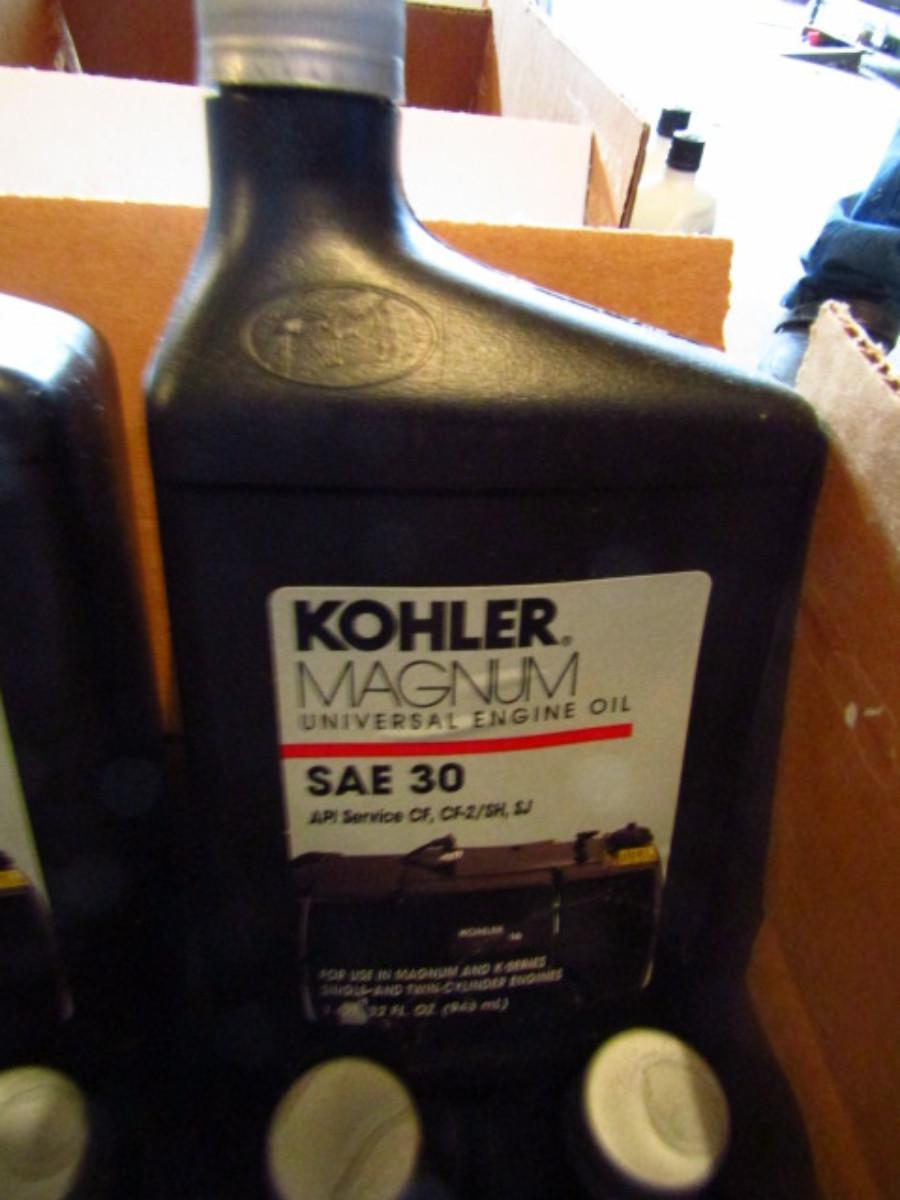 KOHLER®
MAGNUM
UNIVERSAL ENGINE OIL
SAE 30
API Service CF, CF-2/SH, SJ
KOHLER
FOR USE IN MAGNUM AND K-SERIES
SINGLE- AND TWIN-CYLINDER ENGINES
32 FL. OZ. (946 mL)